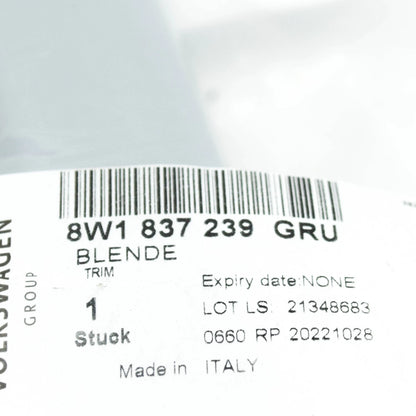 8W1 837 239 GRU
BLENDE
TRIM
Expiry date:NONE
1
LOT LS. 21348683
Stuck
0660 RP 20221028
Made in ITALY
VOLKSWAGEN
GROUP